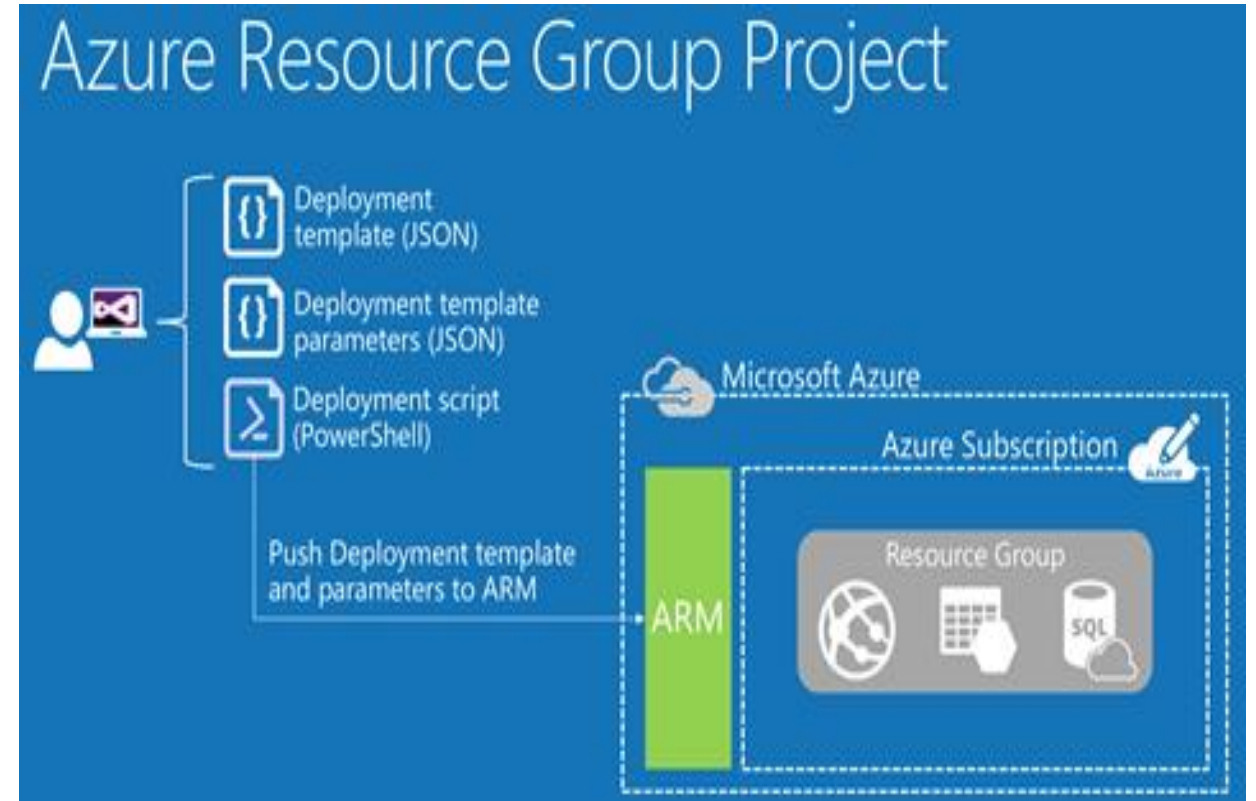 Azure Resource Group Project
Deployment
template (JSON)
Deployment template
parameters (JSON)
Deployment script
(PowerShell)
Microsoft Azure
Azure Subscription
Azure
Push Deployment template
and parameters to ARM
ARM
Resource Group
SQL